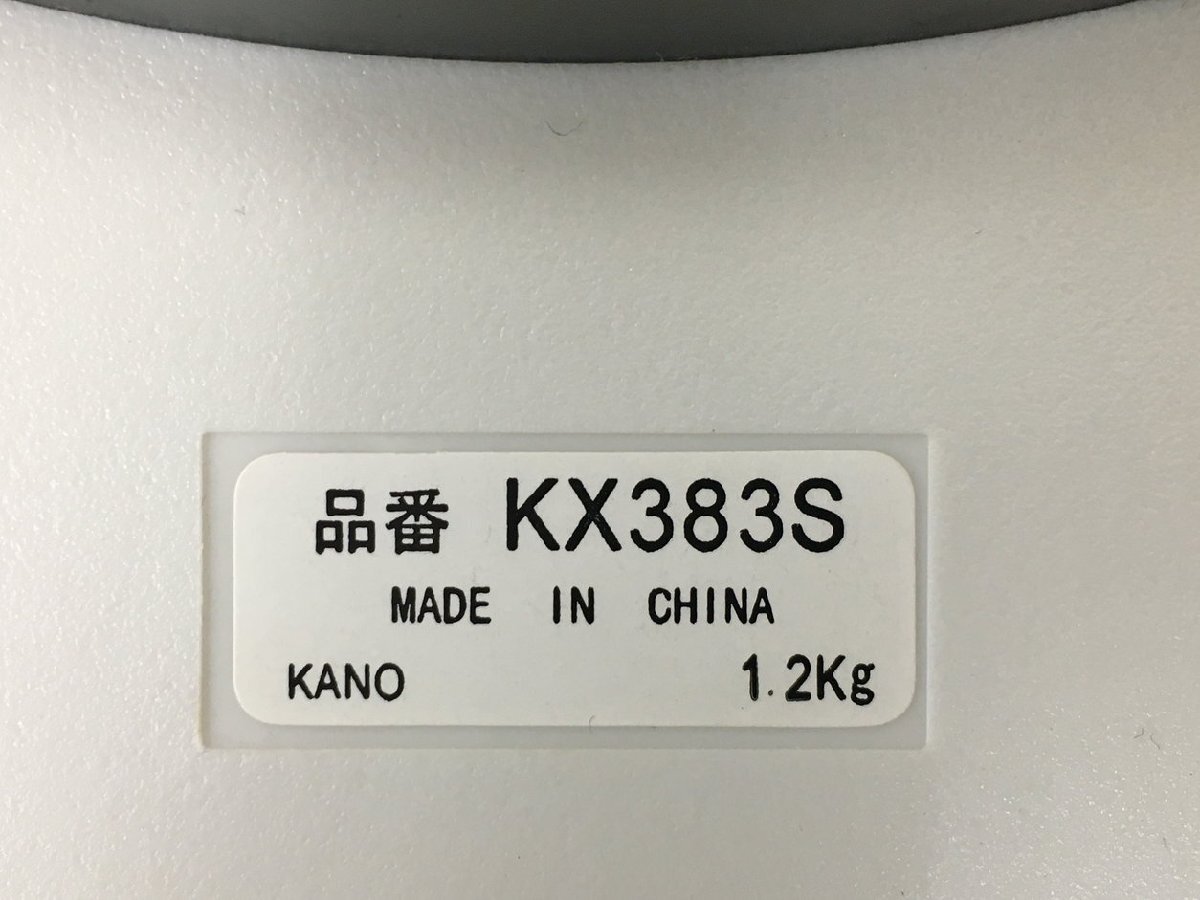 品番 KX383S
MADE IN CHINA
KANO 1.2Kg